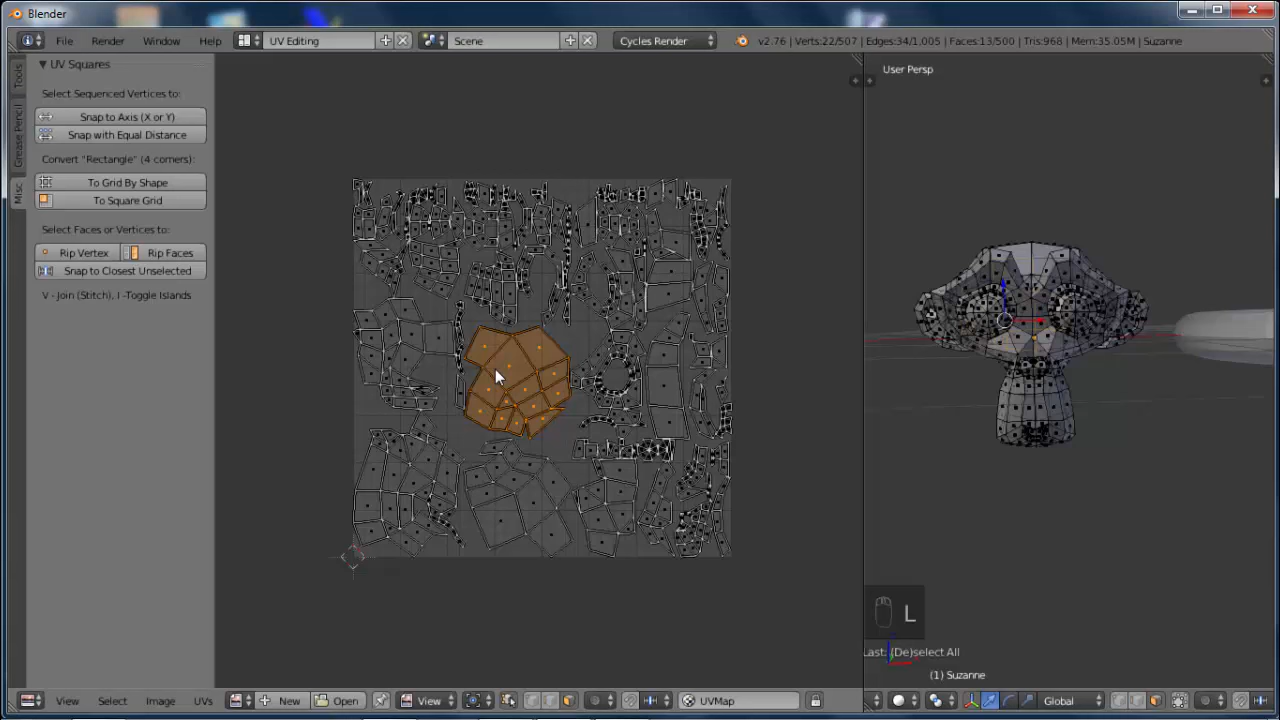 Blender
File Render Window Help UV Editing Scene Cycles Render v2.76 | Verts:22/507 | Edges:34/1,005 | Faces:13/500 | Tris:968 | Mem:35.05M | Suzanne
UV Squares
User Persp
Tools
Select Sequenced Vertices to:
Snap to Axis (X or Y)
Snap with Equal Distance
Grease Pencil
Convert "Rectangle" (4 corners):
To Grid By Shape
Misc
To Square Grid
Select Faces or Vertices to:
Rip Vertex Rip Faces
Snap to Closest Unselected
V - Join (Stitch), I -Toggle Islands
L
Last: (De)select All
(1) Suzanne
View Select Image UVs New Open View UVMap Global